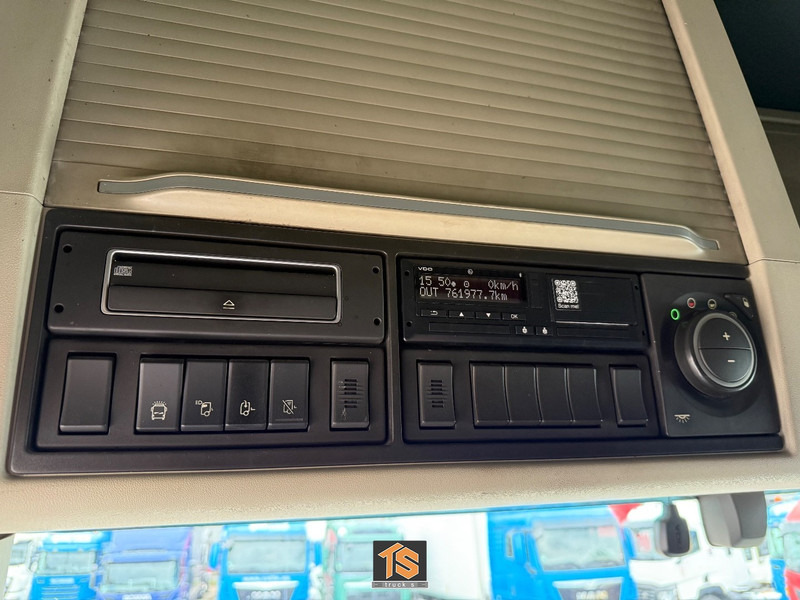 VDO
15 50 0km/h
OUT 761977.7km
OK
Scan me!
+
−
TS
truck s